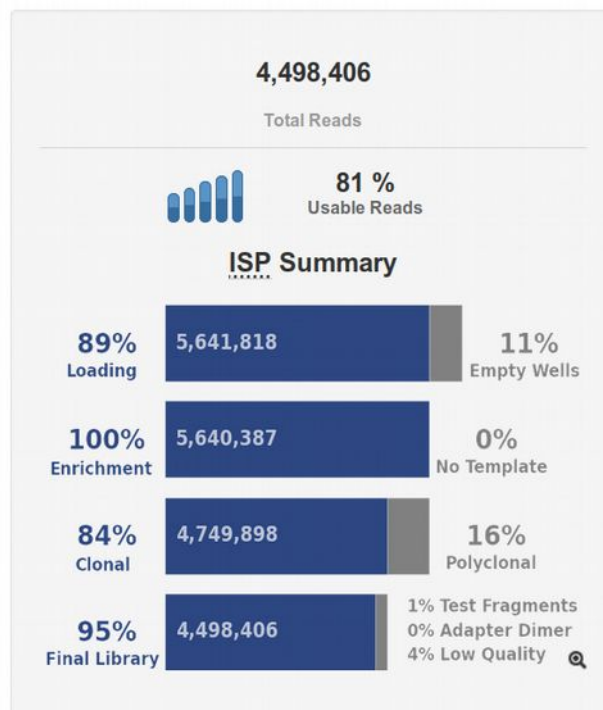 4,498,406
Total Reads
81 %
Usable Reads
ISP Summary
89%
Loading
5,641,818
11%
Empty Wells
100%
Enrichment
5,640,387
0%
No Template
84%
Clonal
4,749,898
16%
Polyclonal
95%
Final Library
4,498,406
1% Test Fragments
0% Adapter Dimer
4% Low Quality